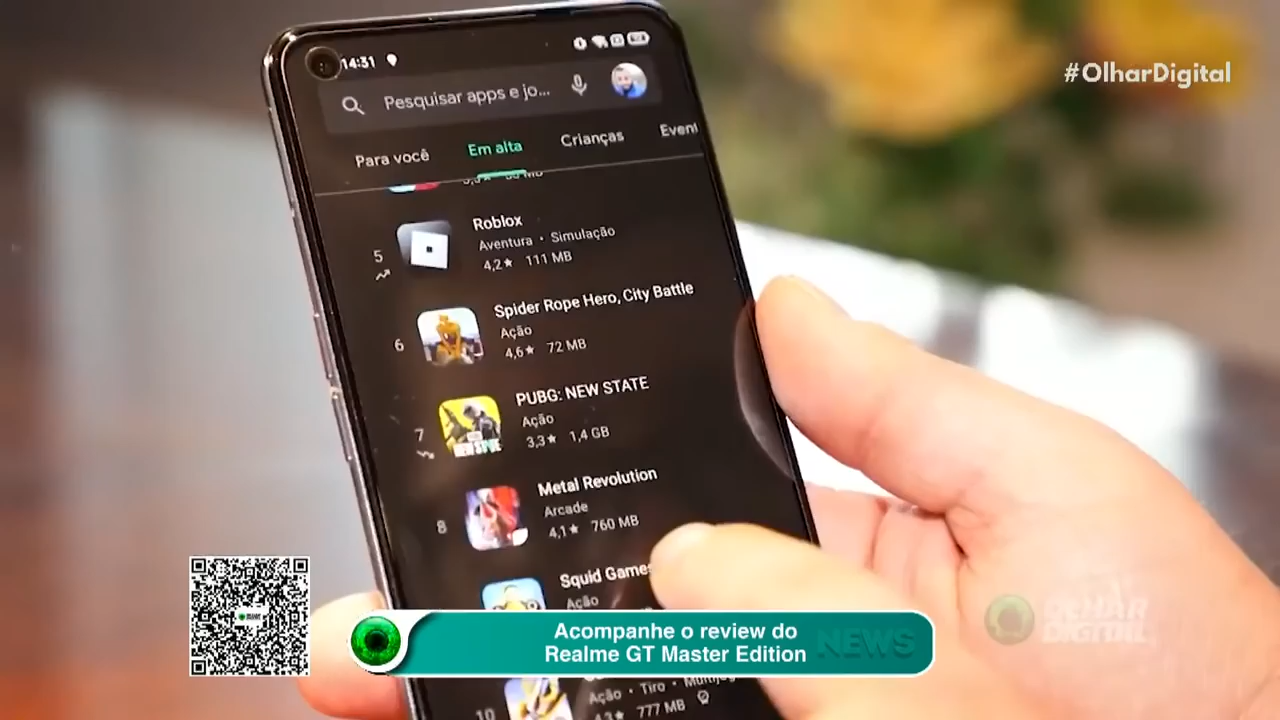 14:31
#OlharDigital
Pesquisar apps e jo...
Para você
Em alta
Crianças
5
Roblox
Aventura · Simulação
4,2★ 111 MB
6
Spider Rope Hero, City Battle
Ação
4,6★ 72 MB
7
PUBG: NEW STATE
Ação
3,3★ 1,4 GB
8
Metal Revolution
Arcade
4,1★ 760 MB
Squid Games
Ação
Acompanhe o review do
Realme GT Master Edition
NEWS
OLHAR
DIGITAL
10
Ação · Tiro
4,3★ 777 MB